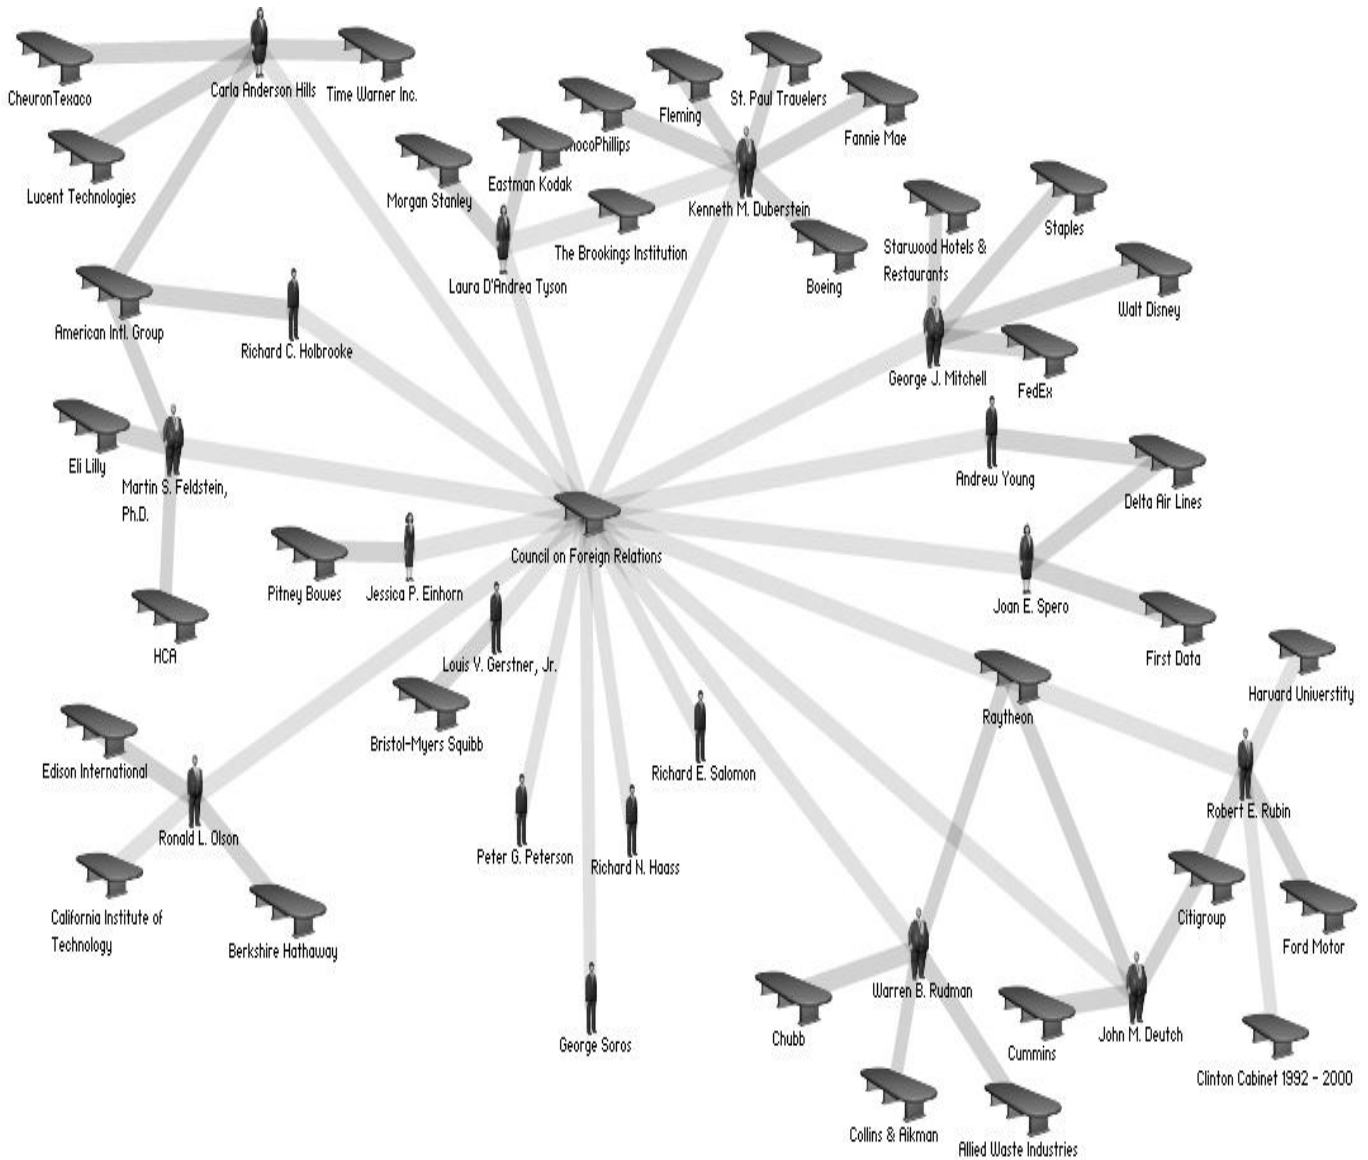 CheuronTexaco
Carla Anderson Hills
Time Warner Inc.
Fleming
St. Paul Travelers
Fannie Mae
Lucent Technologies
Morgan Stanley
Eastman Kodak
Kenneth M. Duberstein
Staples
Starwood Hotels &
Restaurants
The Brookings Institution
Laura D'Andrea Tyson
Boeing
Walt Disney
American Intl. Group
Richard C. Holbrooke
George J. Mitchell
FedEx
Eli Lilly
Martin S. Feldstein,
Ph.D.
Andrew Young
Delta Air Lines
Council on Foreign Relations
Pitney Bowes
Jessica P. Einhorn
Joan E. Spero
HCA
Louis V. Gerstner, Jr.
First Data
Harvard Universtity
Raytheon
Bristol-Myers Squibb
Edison International
Richard E. Salomon
Robert E. Rubin
Ronald L. Olson
Peter G. Peterson
Richard N. Haass
California Institute of
Technology
Berkshire Hathaway
Citigroup
Ford Motor
Warren B. Rudman
Chubb
George Soros
Cummins
John M. Deutch
Clinton Cabinet 1992 - 2000
Collins & Aikman
Allied Waste Industries